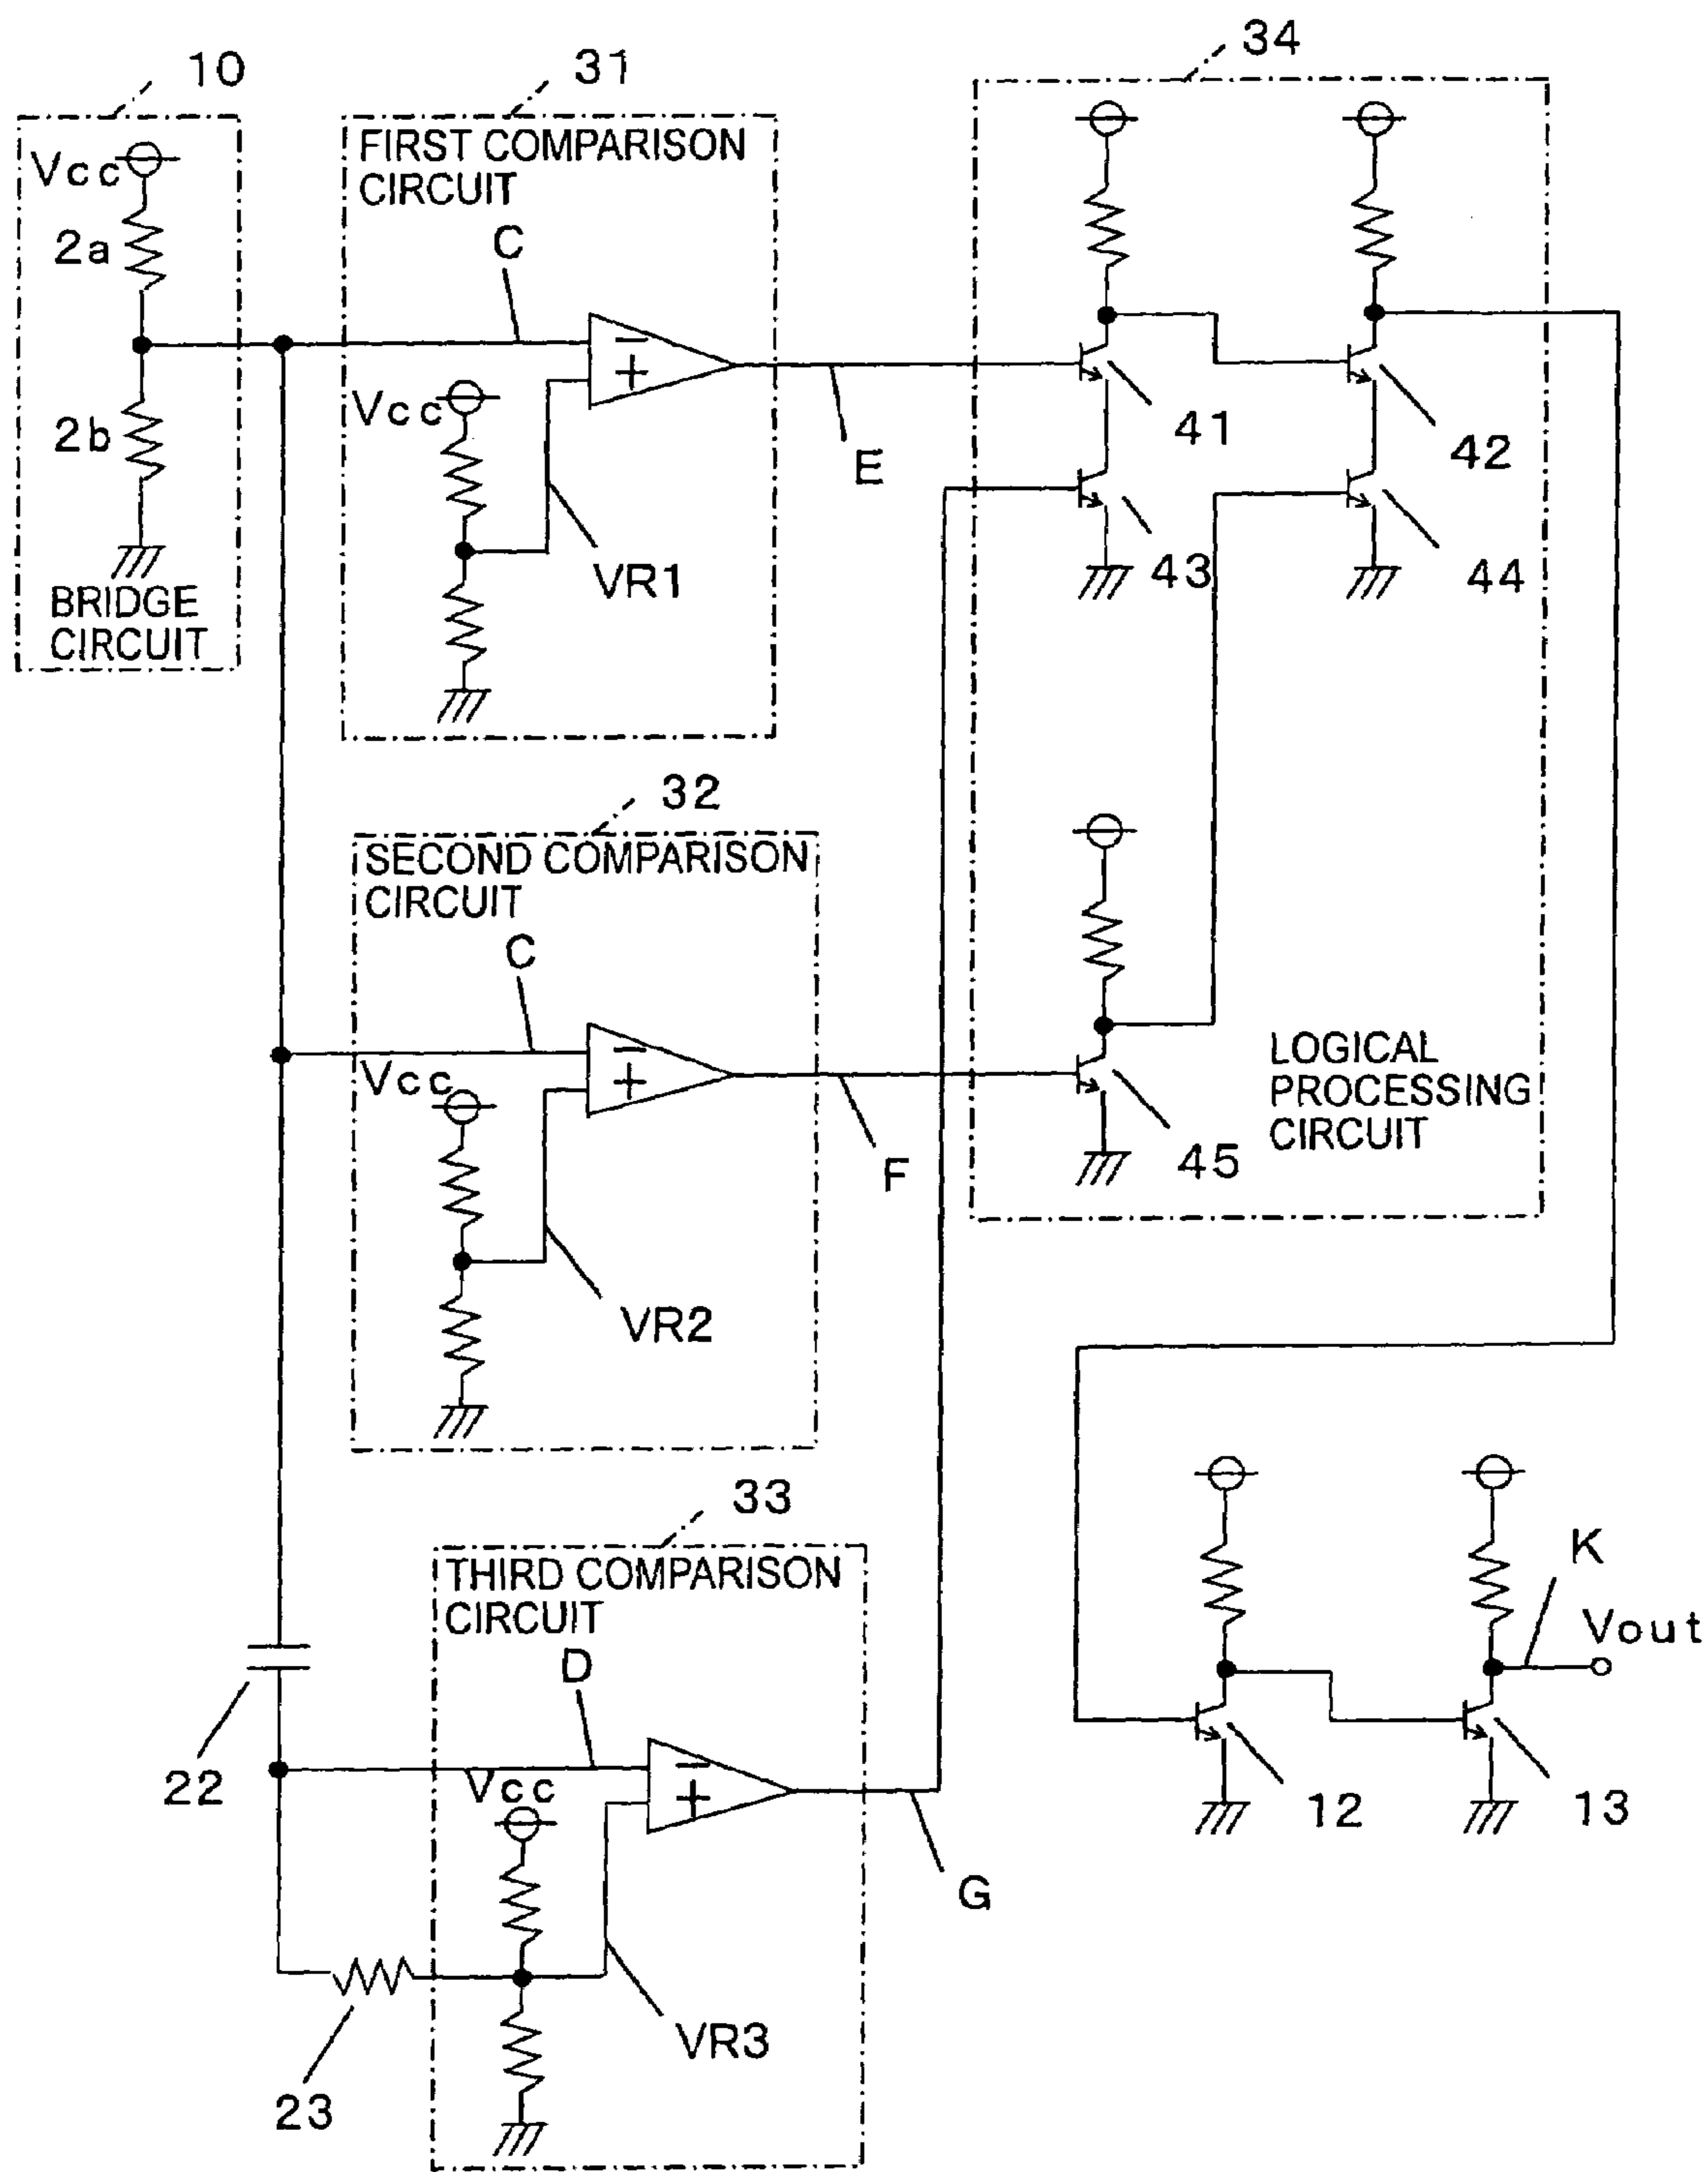 10
Vcc
2a
2b
BRIDGE
CIRCUIT
31
FIRST COMPARISON
CIRCUIT
C
−
+
Vcc
VR1
E
34
41
42
43
44
45
LOGICAL
PROCESSING
CIRCUIT
32
SECOND COMPARISON
CIRCUIT
C
−
+
Vcc
VR2
F
33
THIRD COMPARISON
CIRCUIT
D
−
+
Vcc
VR3
G
22
23
K
Vout
12
13